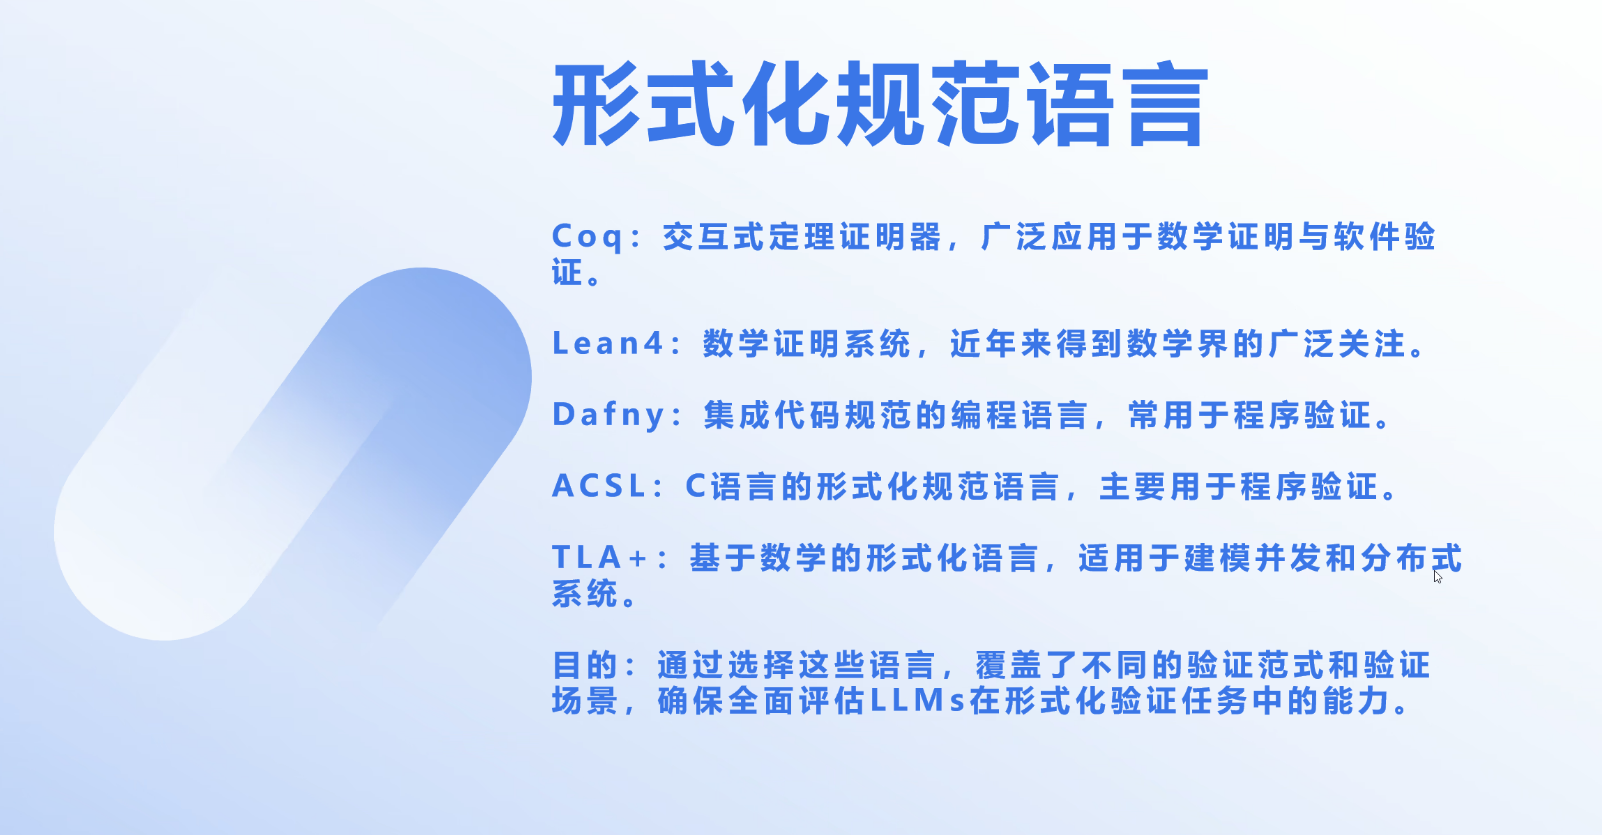 形式化规范语言
Coq：交互式定理证明器，广泛应用于数学证明与软件验
证。
Lean4：数学证明系统，近年来得到数学界的广泛关注。
Dafny：集成代码规范的编程语言，常用于程序验证。
ACSL：C语言的形式化规范语言，主要用于程序验证。
TLA+：基于数学的形式化语言，适用于建模并发和分布式
系统。
目的：通过选择这些语言，覆盖了不同的验证范式和验证
场景，确保全面评估LLMs在形式化验证任务中的能力。